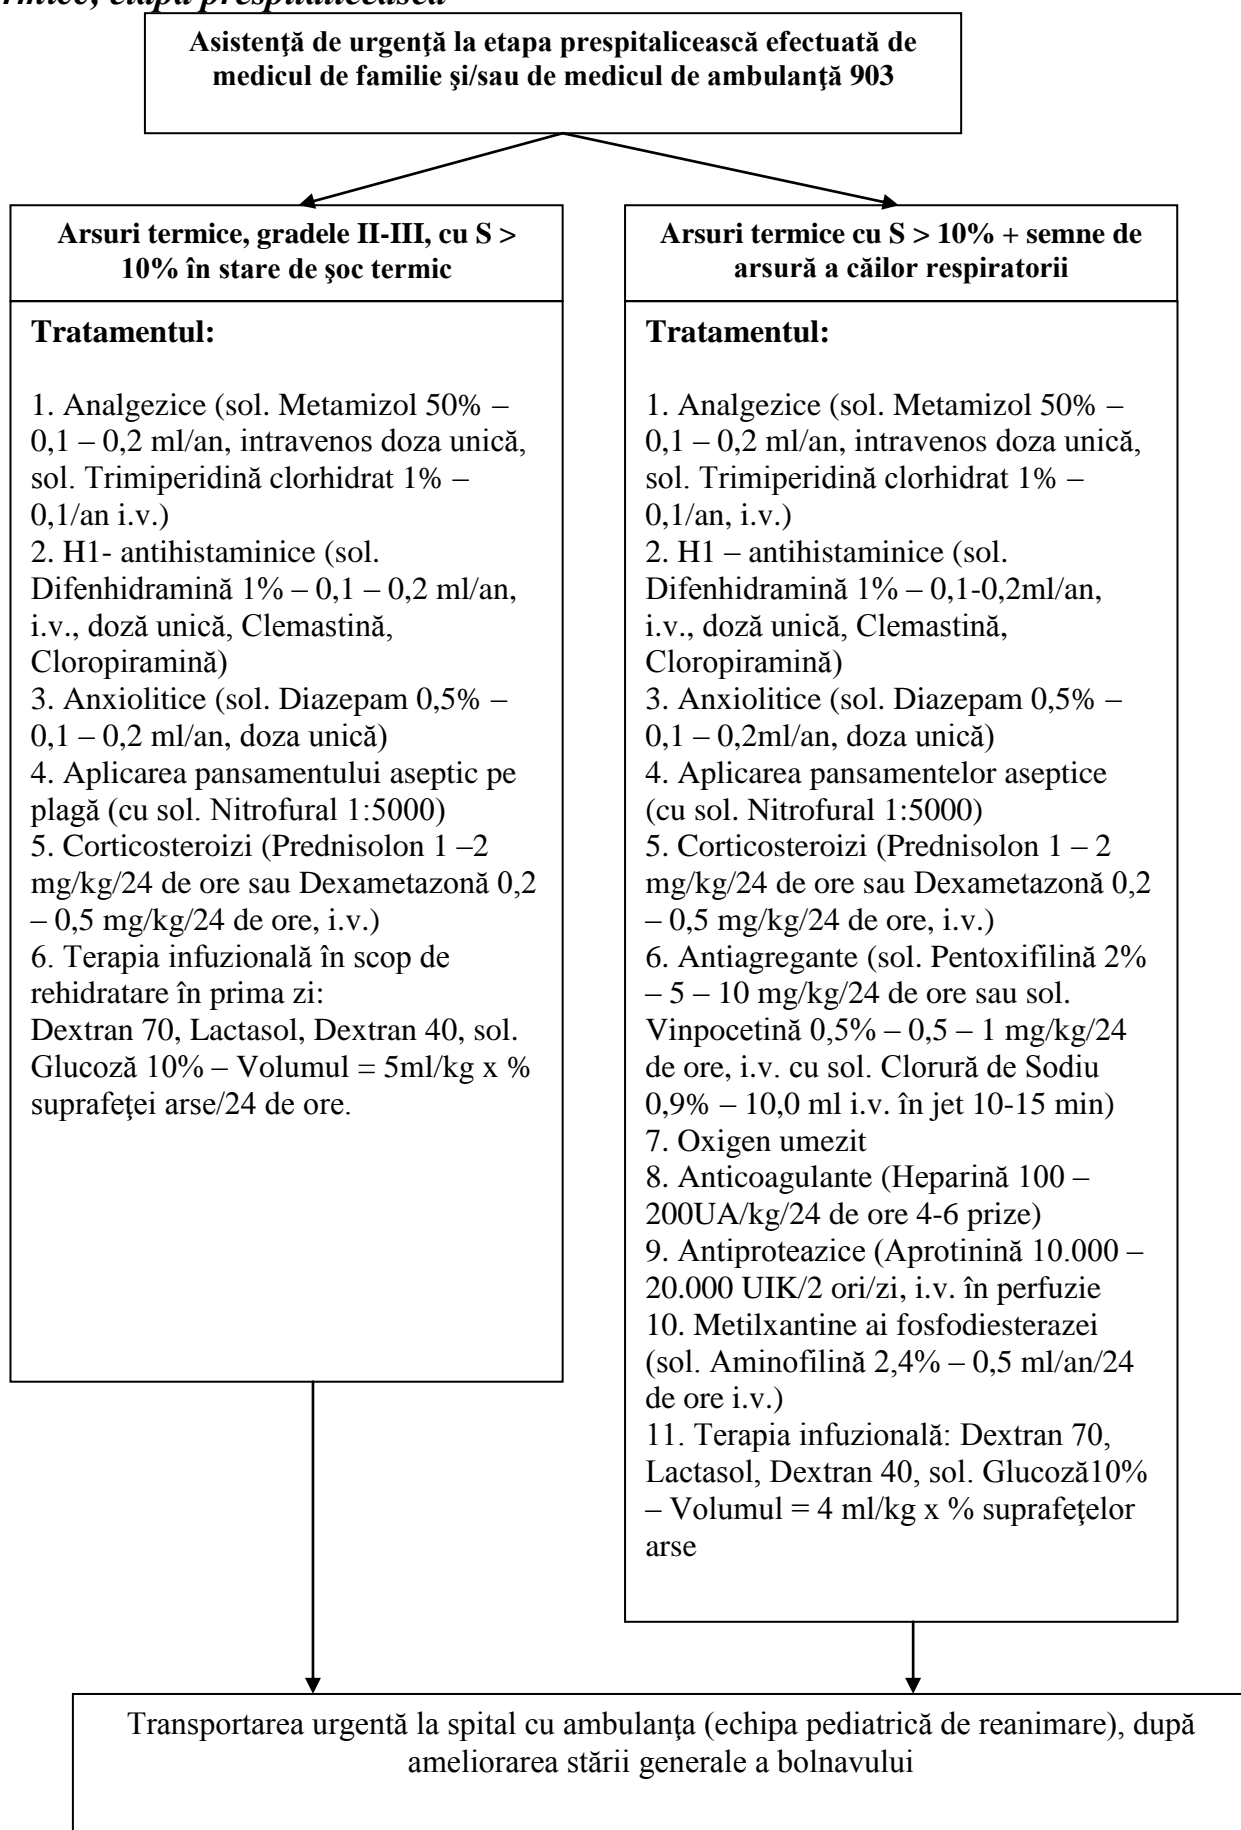 termice, etapa prespitalicească
Asistenţă de urgenţă la etapa prespitalicească efectuată de
medicul de familie şi/sau de medicul de ambulanţă 903
Arsuri termice, gradele II-III, cu S >
10% în stare de şoc termic
Tratamentul:
1. Analgezice (sol. Metamizol 50% –
0,1 – 0,2 ml/an, intravenos doza unică,
sol. Trimiperidină clorhidrat 1% –
0,1/an i.v.)
2. H1- antihistaminice (sol.
Difenhidramină 1% – 0,1 – 0,2 ml/an,
i.v., doză unică, Clemastină,
Cloropiramină)
3. Anxiolitice (sol. Diazepam 0,5% –
0,1 – 0,2 ml/an, doza unică)
4. Aplicarea pansamentului aseptic pe
plagă (cu sol. Nitrofural 1:5000)
5. Corticosteroizi (Prednisolon 1 –2
mg/kg/24 de ore sau Dexametazonă 0,2
– 0,5 mg/kg/24 de ore, i.v.)
6. Terapia infuzională în scop de
rehidratare în prima zi:
Dextran 70, Lactasol, Dextran 40, sol.
Glucoză 10% – Volumul = 5ml/kg x %
suprafeţei arse/24 de ore.
Arsuri termice cu S > 10% + semne de
arsură a căilor respiratorii
Tratamentul:
1. Analgezice (sol. Metamizol 50% –
0,1 – 0,2 ml/an, intravenos doza unică,
sol. Trimiperidină clorhidrat 1% –
0,1/an, i.v.)
2. H1 – antihistaminice (sol.
Difenhidramină 1% – 0,1-0,2ml/an,
i.v., doză unică, Clemastină,
Cloropiramină)
3. Anxiolitice (sol. Diazepam 0,5% –
0,1 – 0,2ml/an, doza unică)
4. Aplicarea pansamentelor aseptice
(cu sol. Nitrofural 1:5000)
5. Corticosteroizi (Prednisolon 1 – 2
mg/kg/24 de ore sau Dexametazonă 0,2
– 0,5 mg/kg/24 de ore, i.v.)
6. Antiagregante (sol. Pentoxifilină 2%
– 5 – 10 mg/kg/24 de ore sau sol.
Vinpocetină 0,5% – 0,5 – 1 mg/kg/24
de ore, i.v. cu sol. Clorură de Sodiu
0,9% – 10,0 ml i.v. în jet 10-15 min)
7. Oxigen umezit
8. Anticoagulante (Heparină 100 –
200UA/kg/24 de ore 4-6 prize)
9. Antiproteazice (Aprotinină 10.000 –
20.000 UIK/2 ori/zi, i.v. în perfuzie
10. Metilxantine ai fosfodiesterazei
(sol. Aminofilină 2,4% – 0,5 ml/an/24
de ore i.v.)
11. Terapia infuzională: Dextran 70,
Lactasol, Dextran 40, sol. Glucoză10%
– Volumul = 4 ml/kg x % suprafeţelor
arse
Transportarea urgentă la spital cu ambulanţa (echipa pediatrică de reanimare), după
ameliorarea stării generale a bolnavului